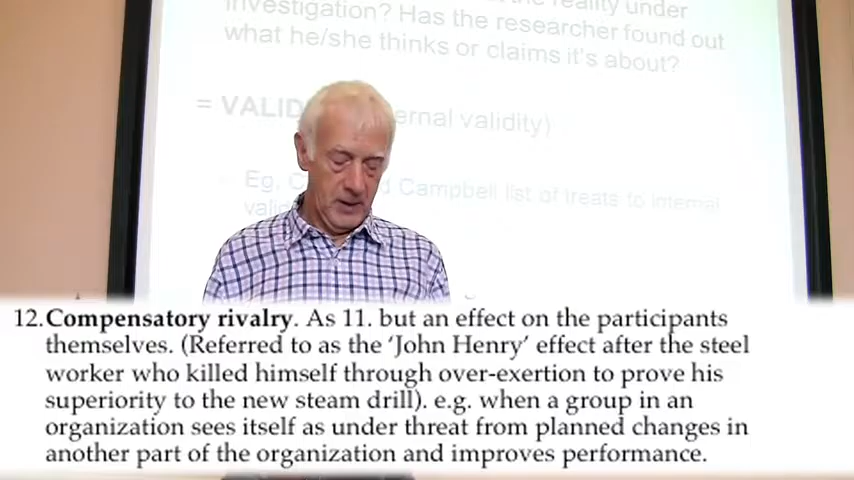 investigation? Has the researcher found out
what he/she thinks or claims it's about?
= VALID ernal validity)
Eg, C d Campbell list of treats to internal
valid
12. Compensatory rivalry. As 11. but an effect on the participants
themselves. (Referred to as the 'John Henry' effect after the steel
worker who killed himself through over-exertion to prove his
superiority to the new steam drill). e.g. when a group in an
organization sees itself as under threat from planned changes in
another part of the organization and improves performance.